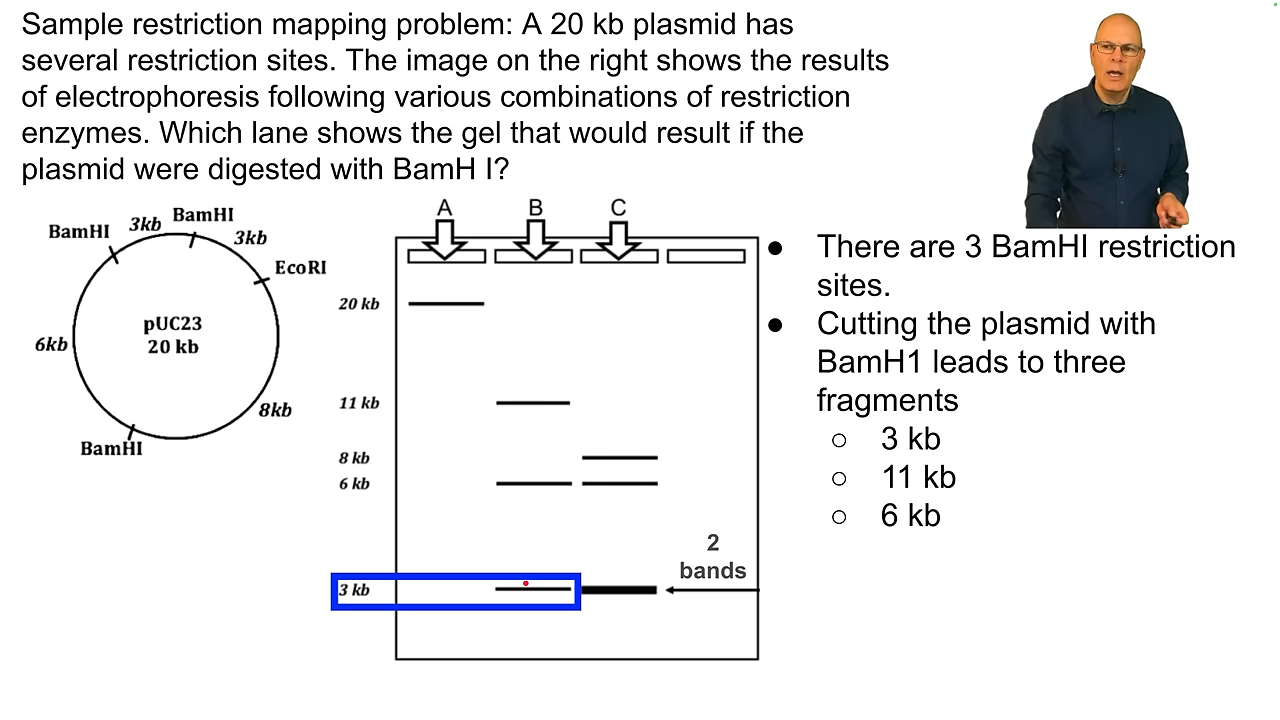 Sample restriction mapping problem: A 20 kb plasmid has
several restriction sites. The image on the right shows the results
of electrophoresis following various combinations of restriction
enzymes. Which lane shows the gel that would result if the
plasmid were digested with BamH I?
BamHI
3kb
BamHI
3kb
EcoRI
pUC23
20 kb
6kb
8kb
BamHI
A
B
C
20 kb
11 kb
8 kb
6 kb
3 kb
2
bands
● There are 3 BamHI restriction
sites.
● Cutting the plasmid with
BamH1 leads to three
fragments
○ 3 kb
○ 11 kb
○ 6 kb